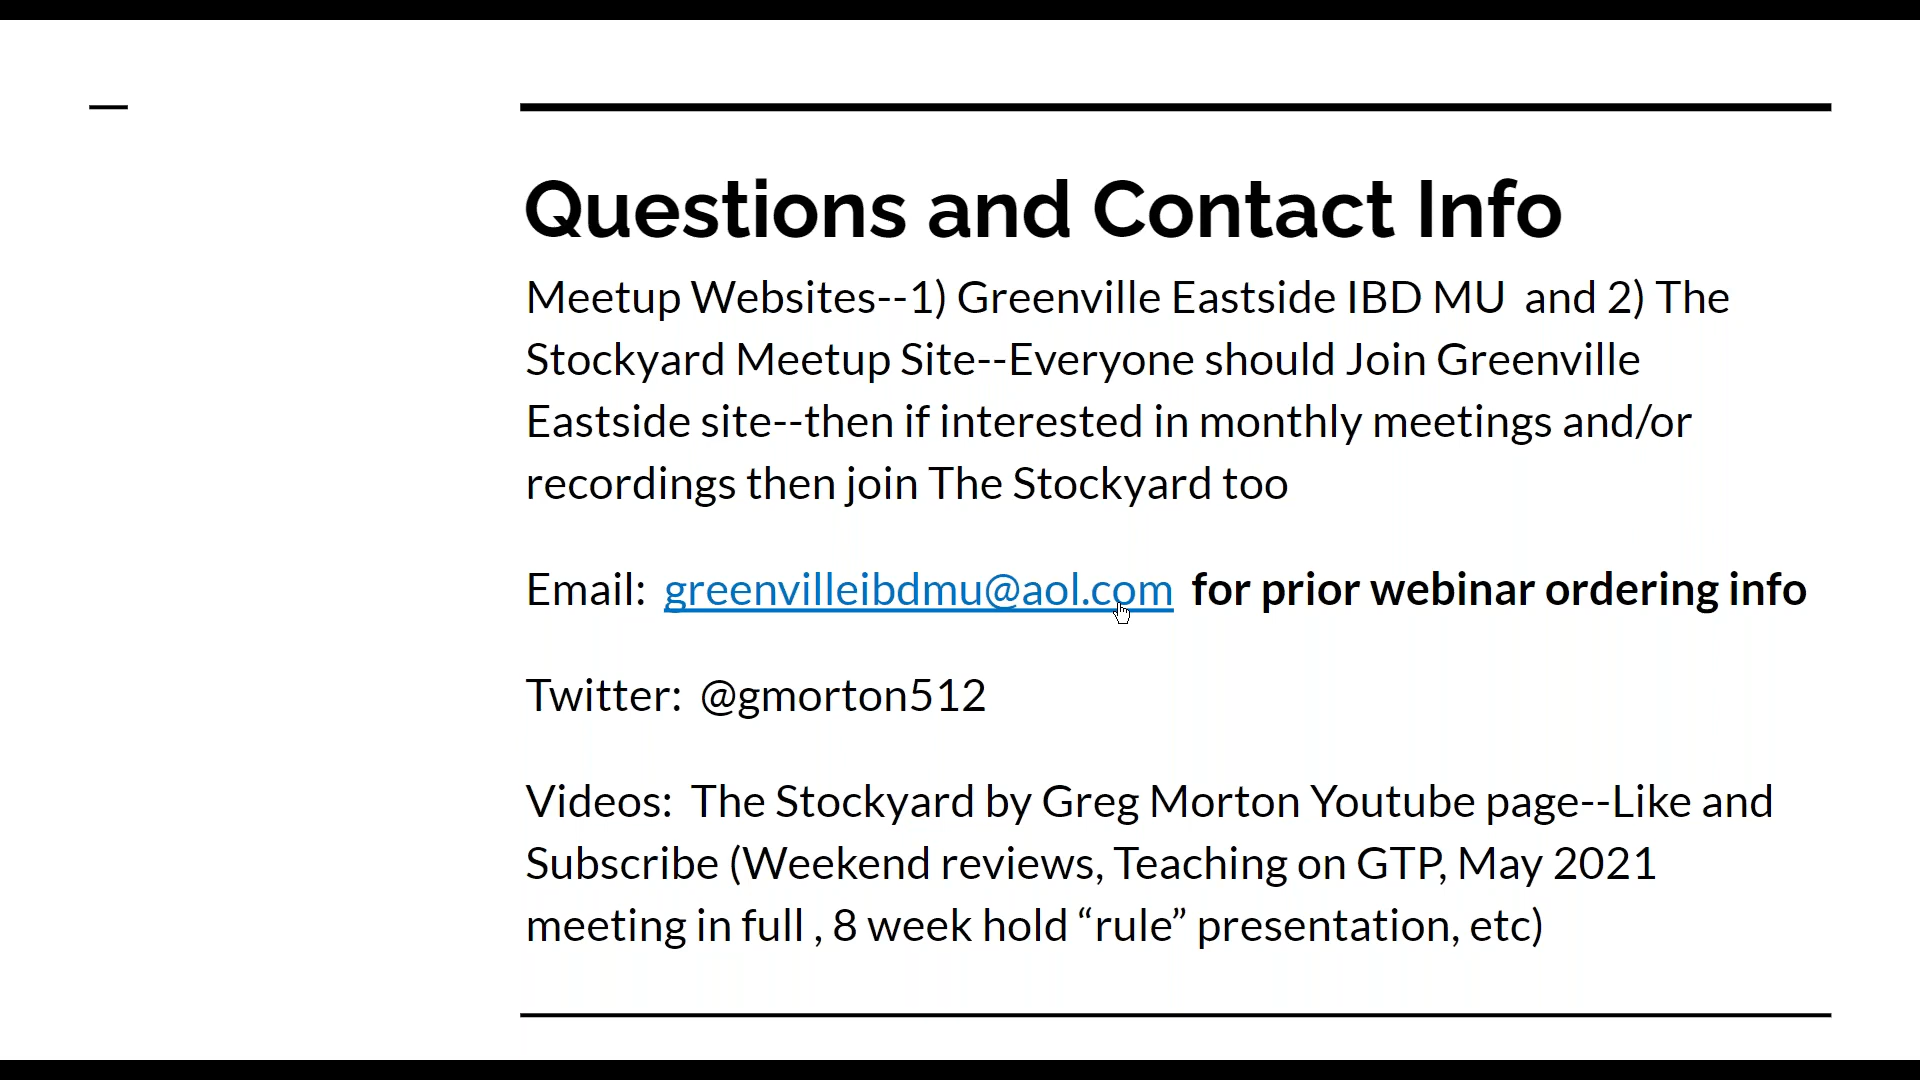 Questions and Contact Info
Meetup Websites--1) Greenville Eastside IBD MU  and 2) The
Stockyard Meetup Site--Everyone should Join Greenville
Eastside site--then if interested in monthly meetings and/or
recordings then join The Stockyard too
Email:  greenvilleibdmu@aol.com  for prior webinar ordering info
Twitter:  @gmorton512
Videos:  The Stockyard by Greg Morton Youtube page--Like and
Subscribe (Weekend reviews, Teaching on GTP, May 2021
meeting in full , 8 week hold “rule” presentation, etc)